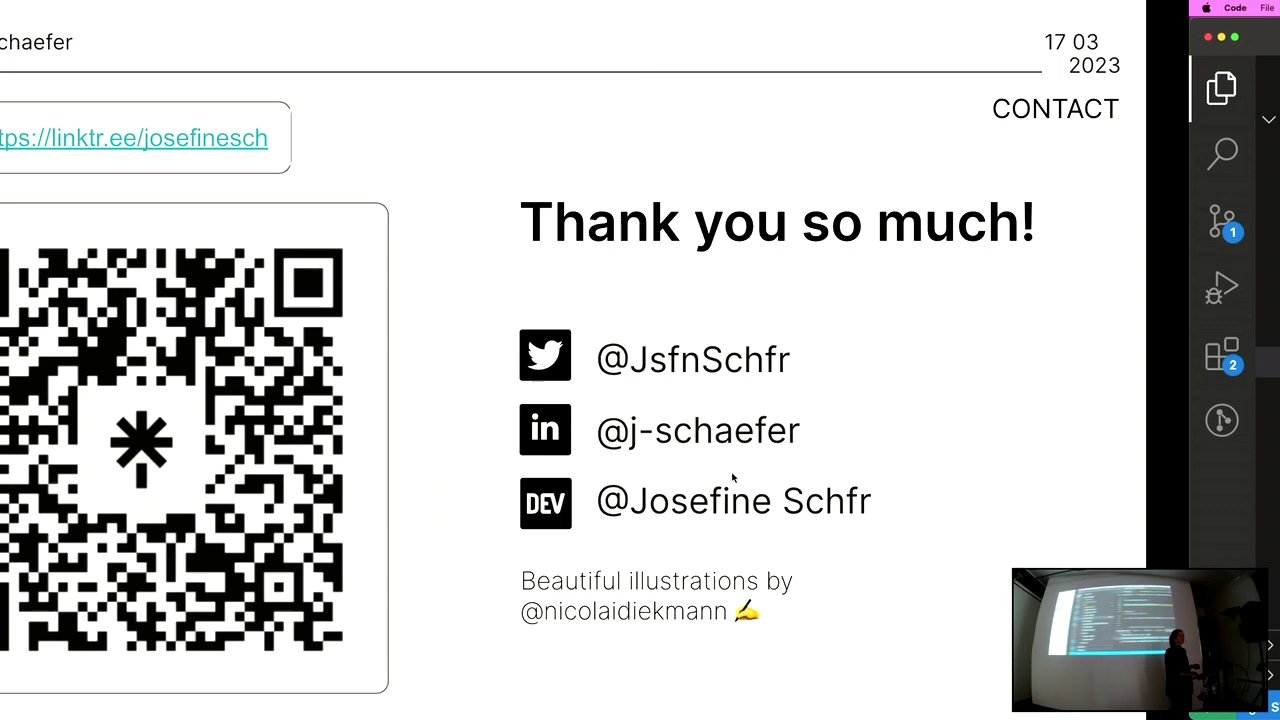 chaefer
17 03
2023
CONTACT
tps://linktr.ee/josefinesch
Thank you so much!
@JsfnSchfr
in @j-schaefer
DEV @Josefine Schfr
Beautiful illustrations by
@nicolaidiekmann ✍️
Code File
1
2